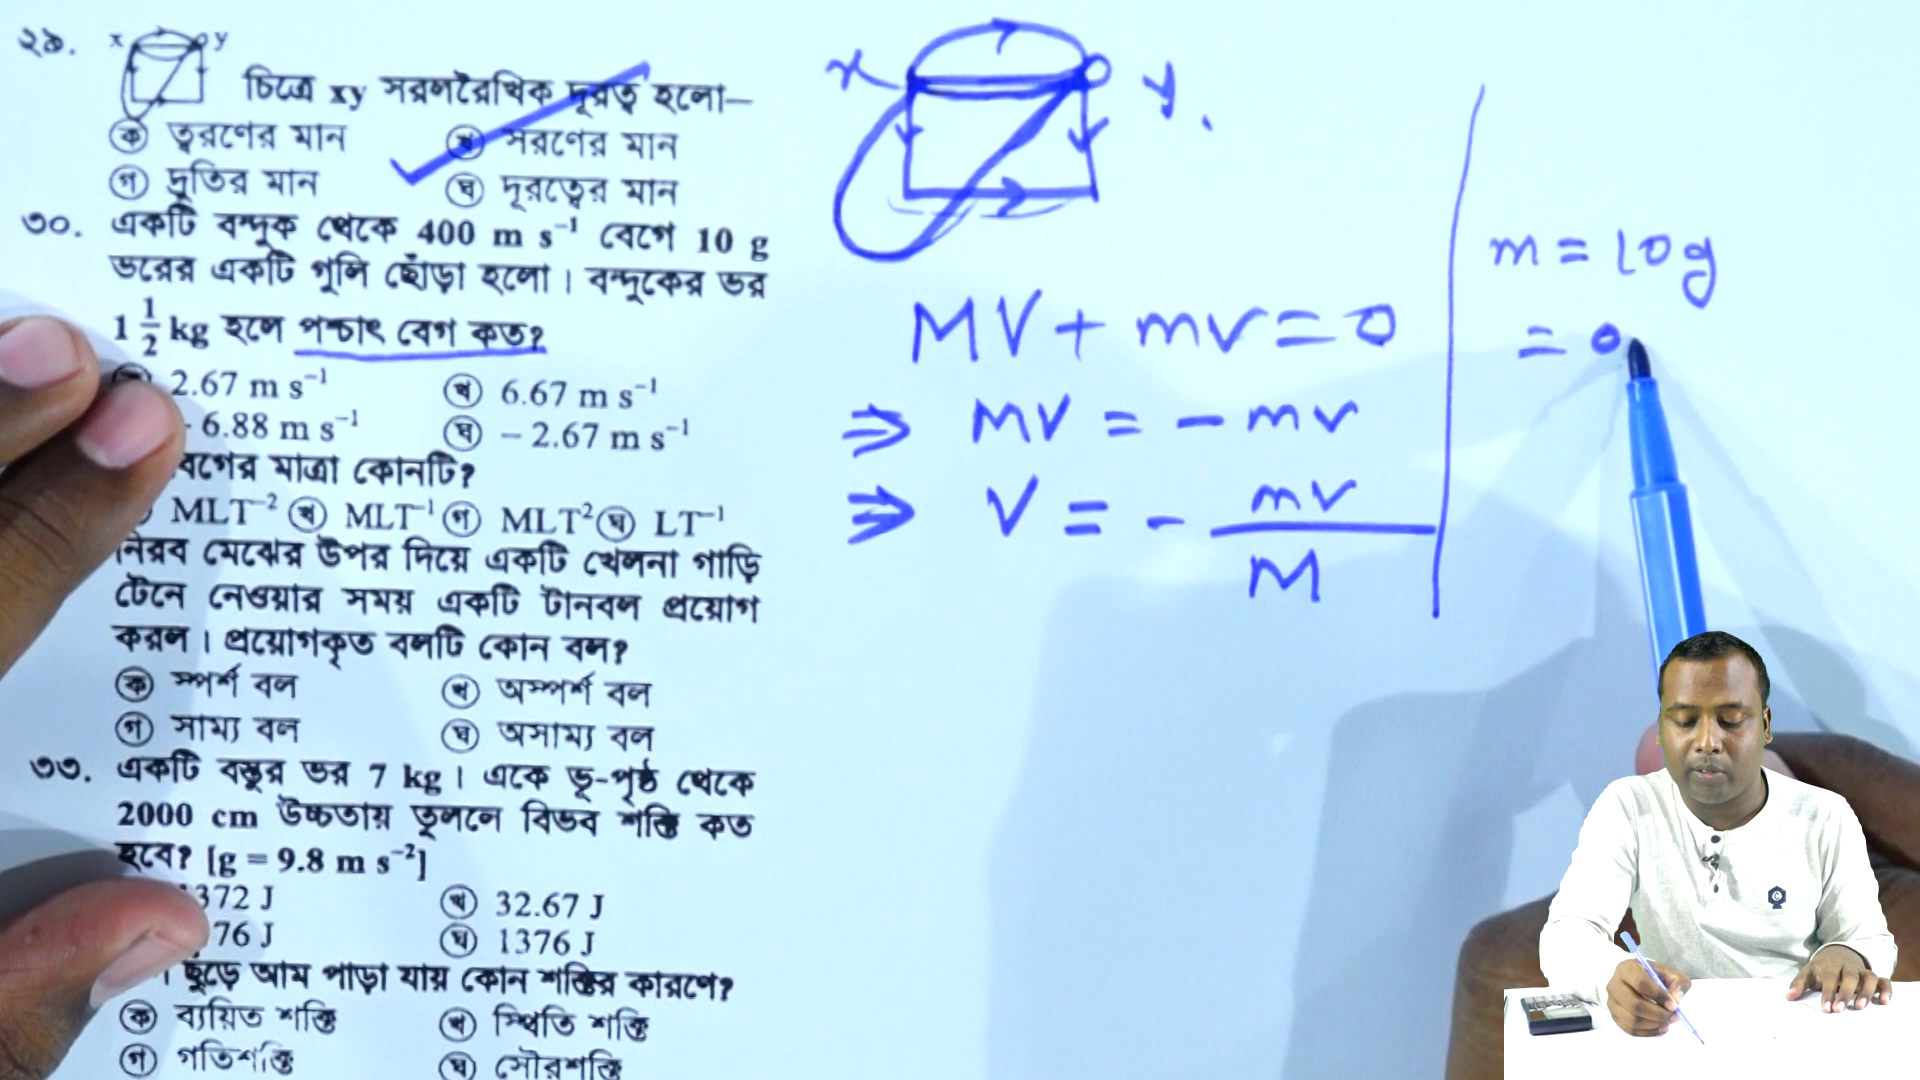 ২৯. x y চিত্রে xy সরলরৈখিক দূরত্ব হলো—
ক ত্বরণের মান খ সরণের মান
গ দ্রুতির মান ঘ দূরত্বের মান
৩০. একটি বন্দুক থেকে 400 m s⁻¹ বেগে 10 g
ভরের একটি গুলি ছোঁড়া হলো। বন্দুকের ভর
1 1/2 kg হলে পশ্চাৎ বেগ কত?
2.67 m s⁻¹ খ 6.67 m s⁻¹
- 6.88 m s⁻¹ ঘ – 2.67 m s⁻¹
বেগের মাত্রা কোনটি?
MLT⁻² খ MLT⁻¹ গ MLT² ঘ LT⁻¹
মেঝের উপর দিয়ে একটি খেলনা গাড়ি
টেনে নেওয়ার সময় একটি টানবল প্রয়োগ
করল। প্রয়োগকৃত বলটি কোন বল?
ক স্পর্শ বল খ অস্পর্শ বল
গ সাম্য বল ঘ অসাম্য বল
৩৩. একটি বস্তুর ভর 7 kg। একে ভূ-পৃষ্ঠ থেকে
2000 cm উচ্চতায় তুললে বিভব শক্তি কত
হবে? [g = 9.8 m s⁻²]
372 J খ 32.67 J
76 J ঘ 1376 J
ছুঁড়ে আম পাড়া যায় কোন শক্তির কারণে?
ক ব্যয়িত শক্তি খ স্থিতি শক্তি
গ গতিশক্তি ঘ সৌরশক্তি
x y
MV + mv = 0
⇒ MV = - mv
⇒ V = - mv/M
m = 10g
= 0